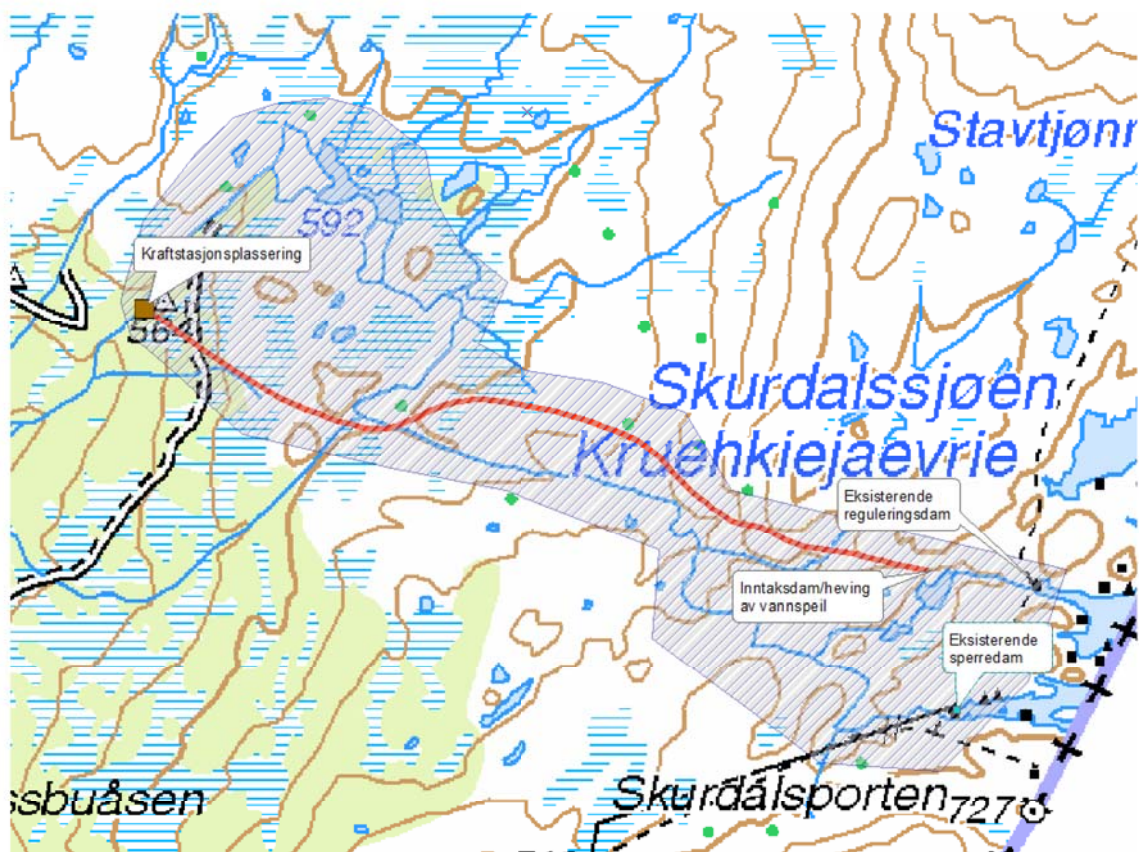 Stavtjønn
592
Kraftstasjonsplassering
564
Skurdalssjøen
Kruehkiejaevrie
Eksisterende
reguleringsdam
Inntaksdam/heving
av vannspeil
Eksisterende
sperredam
ssbuåsen
Skurdalsporten
727